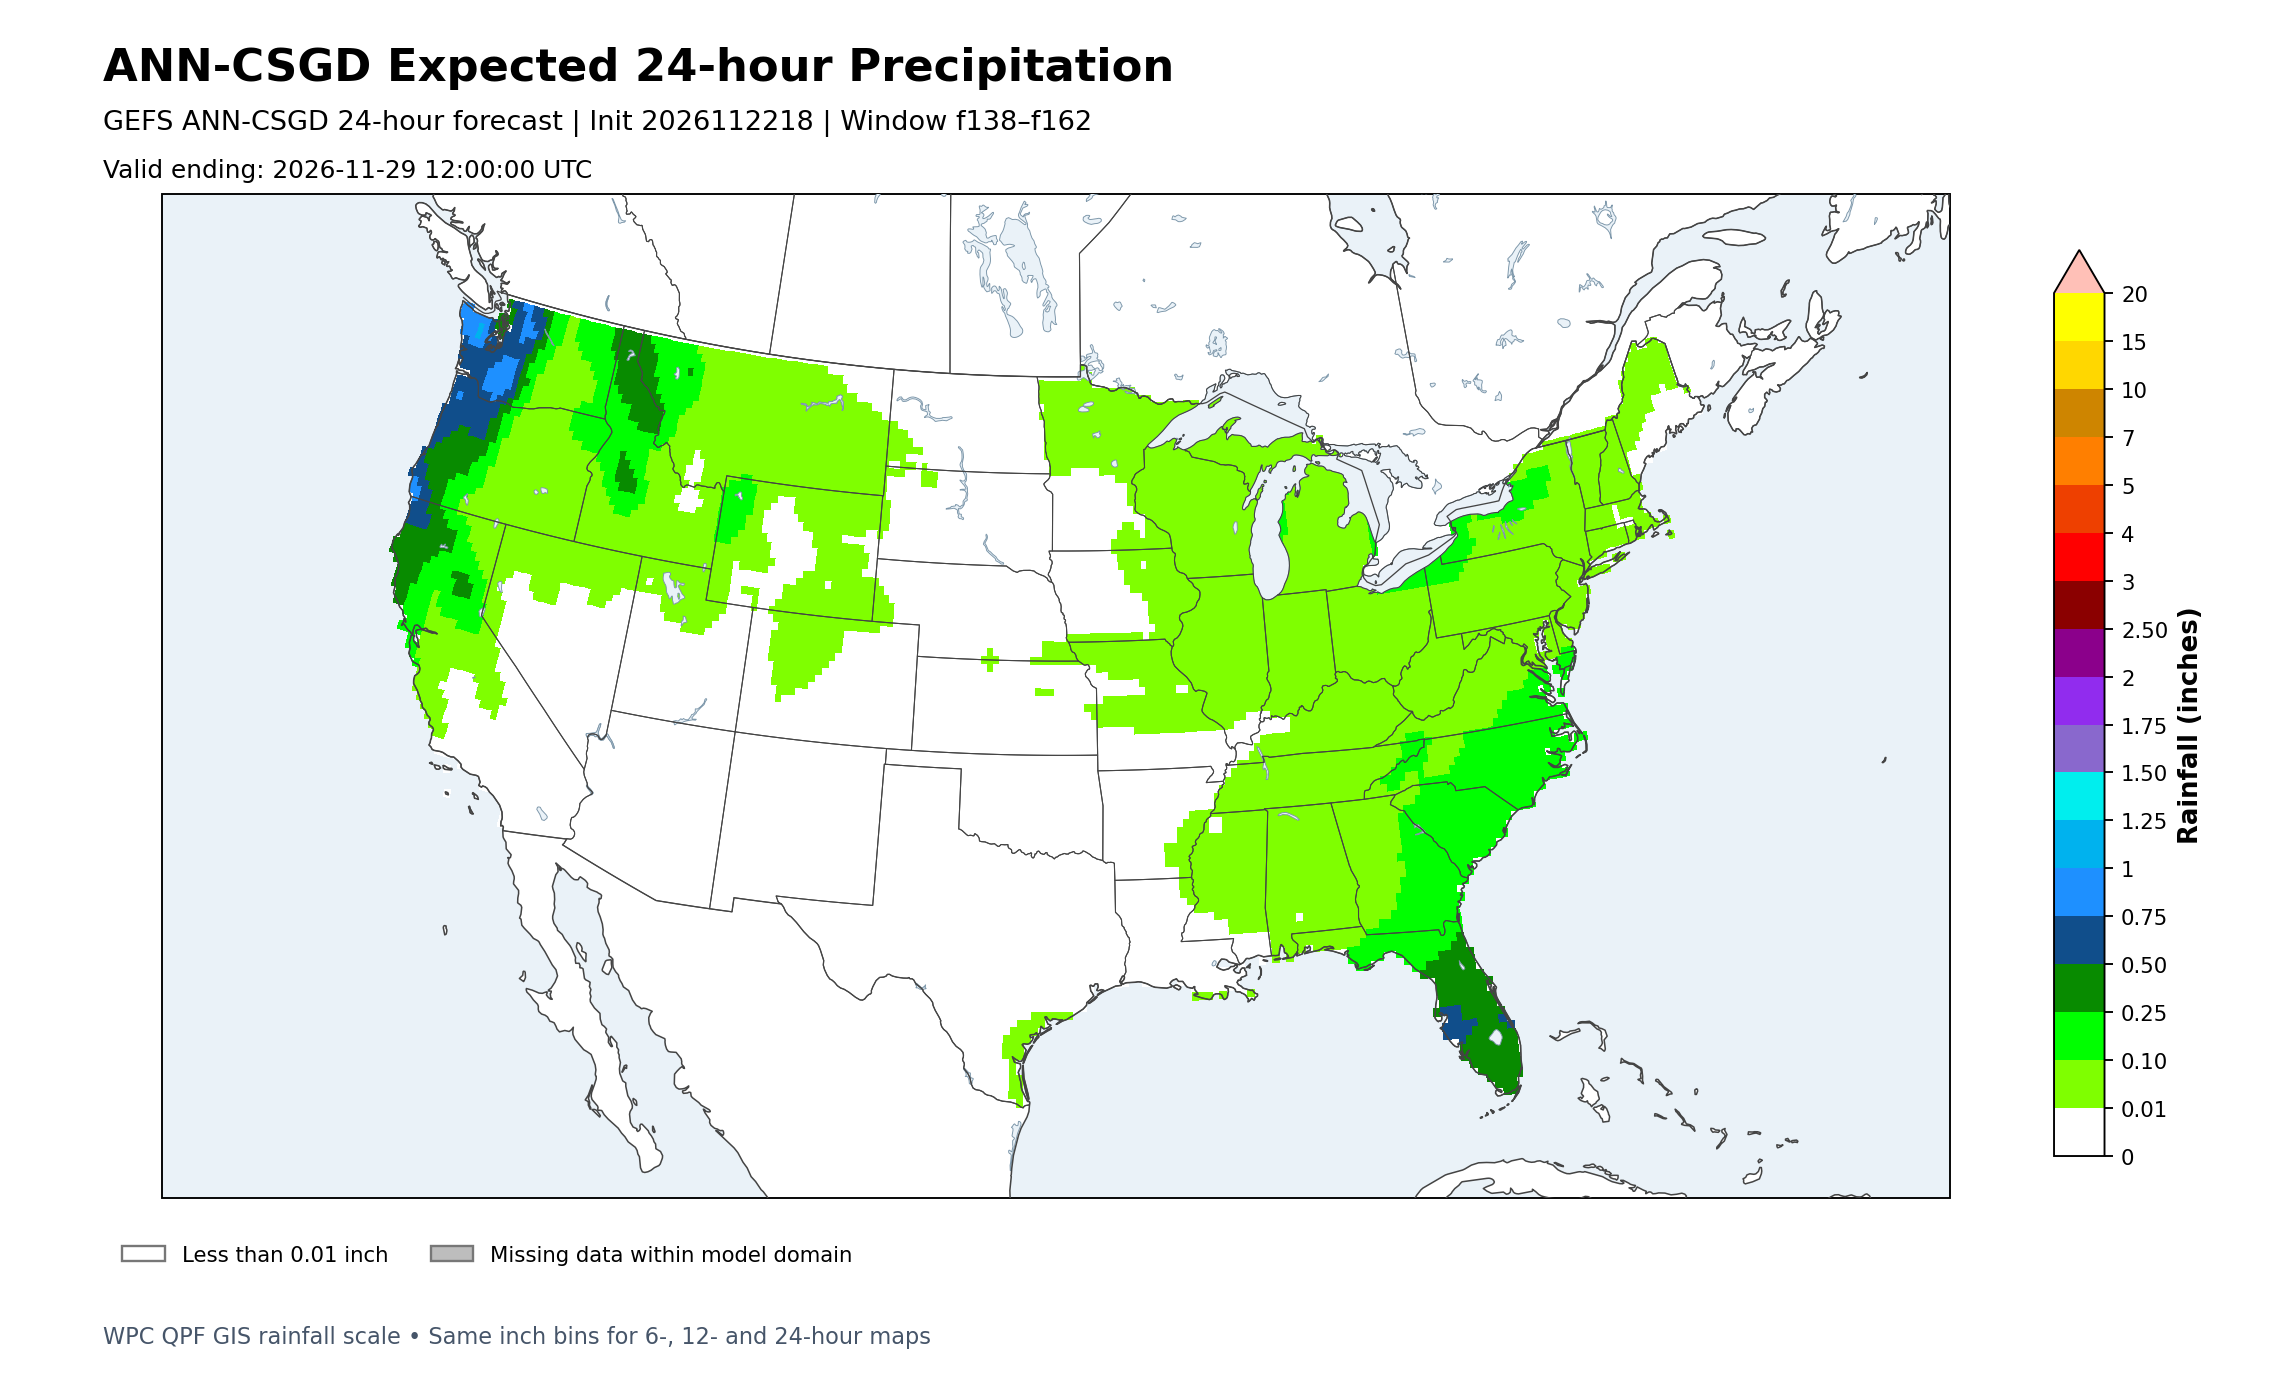 ANN-CSGD Expected 24-hour Precipitation
GEFS ANN-CSGD 24-hour forecast | Init 2026112218 | Window f138–f162
Valid ending: 2026-11-29 12:00:00 UTC
20
15
10
7
5
4
3
2.50
2
1.75
1.50
1.25
1
0.75
0.50
0.25
0.10
0.01
0
Rainfall (inches)
Less than 0.01 inch
Missing data within model domain
WPC QPF GIS rainfall scale • Same inch bins for 6-, 12- and 24-hour maps